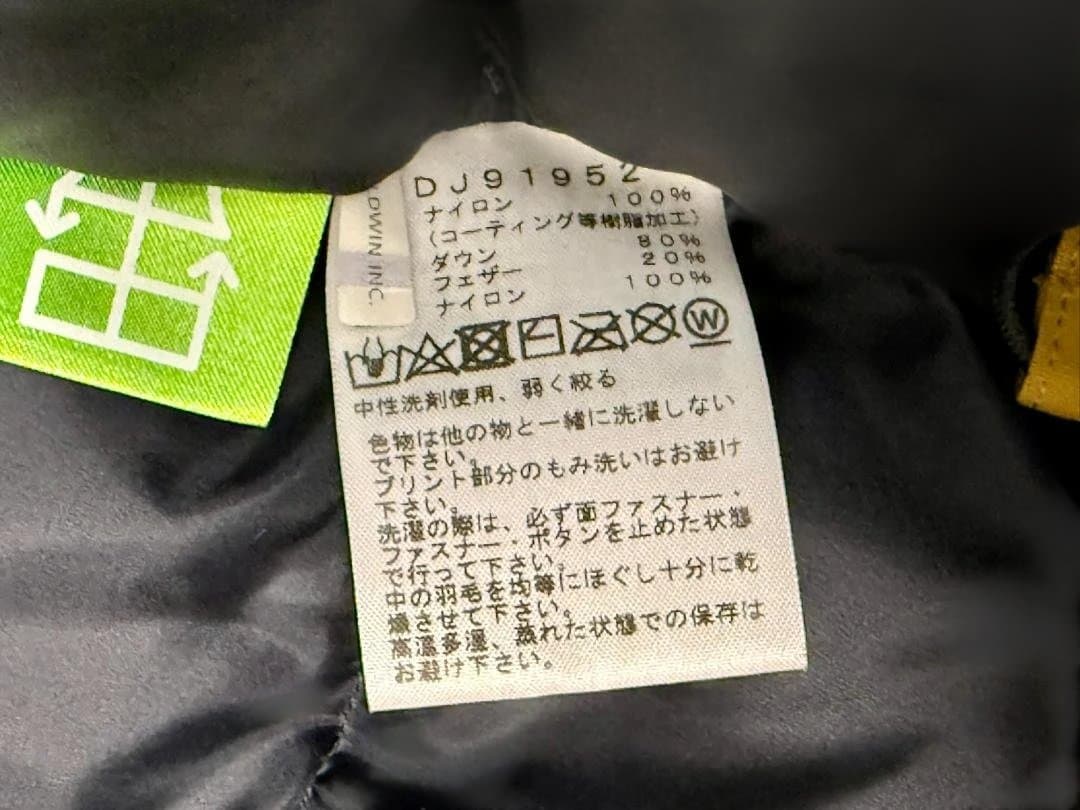 DJ91952
ナイロン 100%
(コーティング等樹脂加工)
ダウン 80%
フェザー 20%
ナイロン 100%
LDWIN INC.
W
中性洗剤使用、弱く絞る
色物は他の物と一緒に洗濯しない
で下さい。
プリント部分のもみ洗いはお避け
下さい。
洗濯の際は、必ず面ファスナー・
ファスナー・ボタンを止めた状態
で行って下さい。
中の羽毛を均等にほぐし十分に乾
燥させて下さい。
高温多湿、蒸れた状態での保存は
お避け下さい。